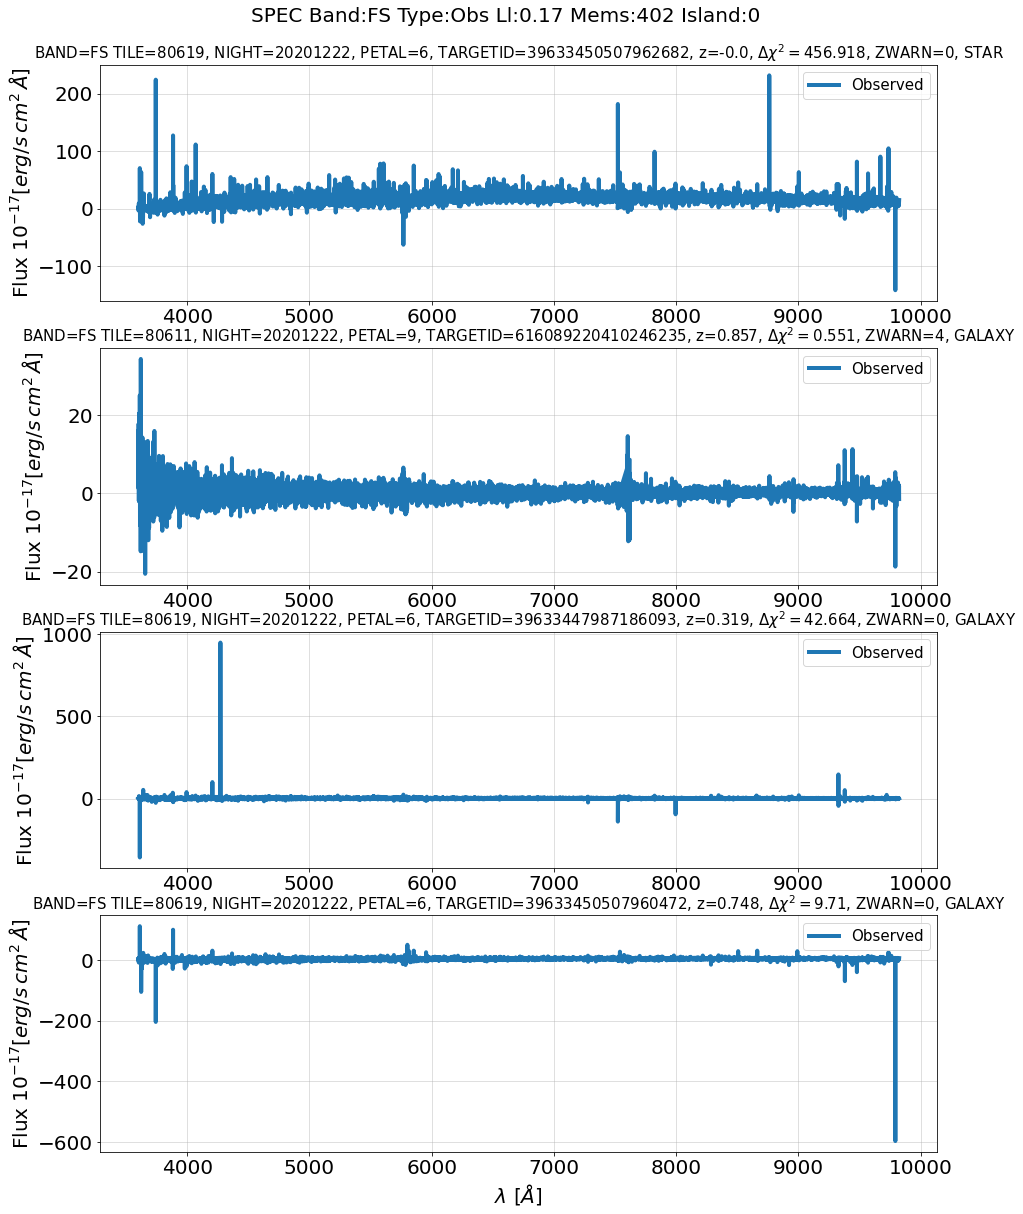 SPEC Band:FS Type:Obs Ll:0.17 Mems:402 Island:0
BAND=FS TILE=80619, NIGHT=20201222, PETAL=6, TARGETID=39633450507962682, z=-0.0, Δχ² = 456.918, ZWARN=0, STAR
Flux 10⁻¹⁷[erg/s cm² Å]
200
100
0
−100
Observed
4000 5000 6000 7000 8000 9000 10000
BAND=FS TILE=80611, NIGHT=20201222, PETAL=9, TARGETID=616089220410246235, z=0.857, Δχ² = 0.551, ZWARN=4, GALAXY
Flux 10⁻¹⁷[erg/s cm² Å]
20
0
−20
Observed
4000 5000 6000 7000 8000 9000 10000
BAND=FS TILE=80619, NIGHT=20201222, PETAL=6, TARGETID=39633447987186093, z=0.319, Δχ² = 42.664, ZWARN=0, GALAXY
Flux 10⁻¹⁷[erg/s cm² Å]
1000
500
0
Observed
4000 5000 6000 7000 8000 9000 10000
BAND=FS TILE=80619, NIGHT=20201222, PETAL=6, TARGETID=39633450507960472, z=0.748, Δχ² = 9.71, ZWARN=0, GALAXY
Flux 10⁻¹⁷[erg/s cm² Å]
0
−200
−400
−600
Observed
4000 5000 6000 7000 8000 9000 10000
λ [Å]